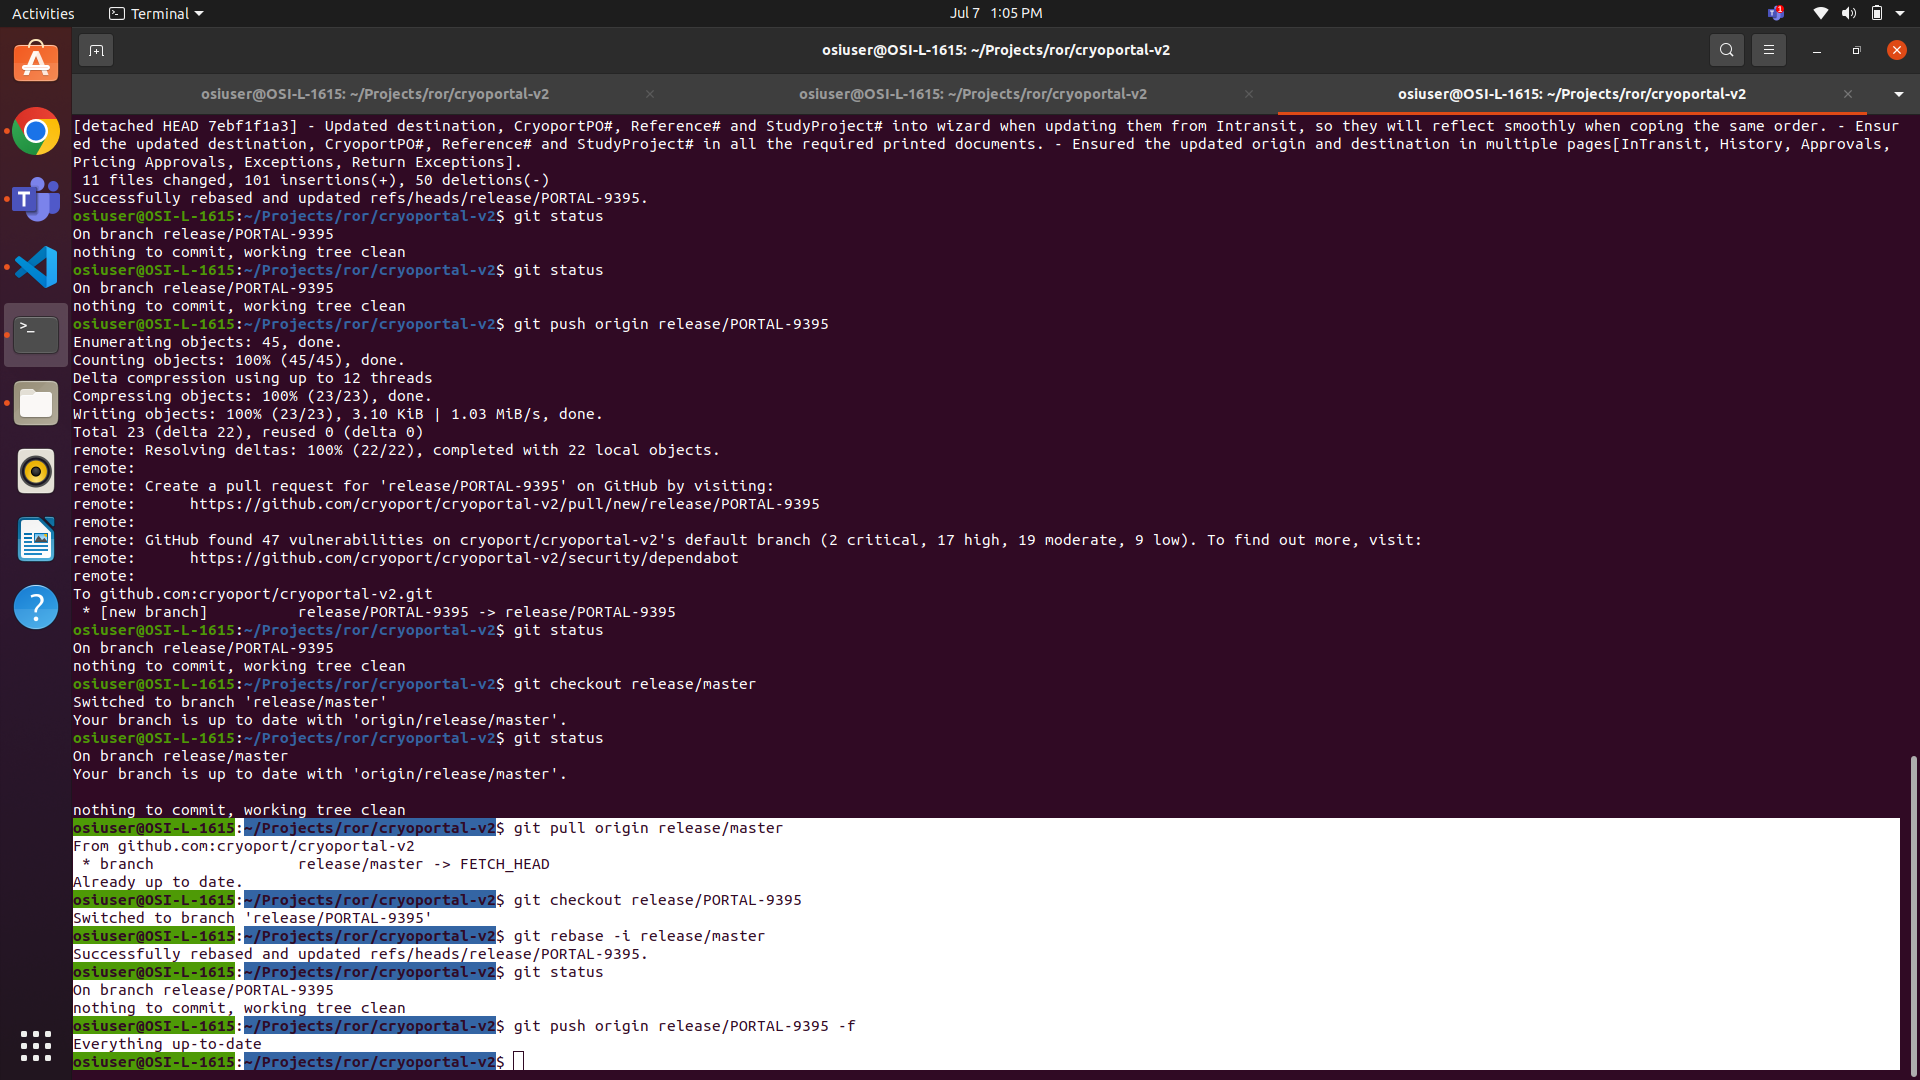 Activities
Terminal
Jul 7 1:05 PM
1
osiuser@OSI-L-1615: ~/Projects/ror/cryoportal-v2
osiuser@OSI-L-1615: ~/Projects/ror/cryoportal-v2
osiuser@OSI-L-1615: ~/Projects/ror/cryoportal-v2
osiuser@OSI-L-1615: ~/Projects/ror/cryoportal-v2
[detached HEAD 7ebf1f1a3] - Updated destination, CryoportPO#, Reference# and StudyProject# into wizard when updating them from Intransit, so they will reflect smoothly when coping the same order. - Ensur
ed the updated destination, CryoportPO#, Reference# and StudyProject# in all the required printed documents. - Ensured the updated origin and destination in multiple pages[InTransit, History, Approvals,
Pricing Approvals, Exceptions, Return Exceptions].
 11 files changed, 101 insertions(+), 50 deletions(-)
Successfully rebased and updated refs/heads/release/PORTAL-9395.
osiuser@OSI-L-1615:~/Projects/ror/cryoportal-v2$ git status
On branch release/PORTAL-9395
nothing to commit, working tree clean
osiuser@OSI-L-1615:~/Projects/ror/cryoportal-v2$ git status
On branch release/PORTAL-9395
nothing to commit, working tree clean
osiuser@OSI-L-1615:~/Projects/ror/cryoportal-v2$ git push origin release/PORTAL-9395
Enumerating objects: 45, done.
Counting objects: 100% (45/45), done.
Delta compression using up to 12 threads
Compressing objects: 100% (23/23), done.
Writing objects: 100% (23/23), 3.10 KiB | 1.03 MiB/s, done.
Total 23 (delta 22), reused 0 (delta 0)
remote: Resolving deltas: 100% (22/22), completed with 22 local objects.
remote:
remote: Create a pull request for 'release/PORTAL-9395' on GitHub by visiting:
remote:      https://github.com/cryoport/cryoportal-v2/pull/new/release/PORTAL-9395
remote:
remote: GitHub found 47 vulnerabilities on cryoport/cryoportal-v2's default branch (2 critical, 17 high, 19 moderate, 9 low). To find out more, visit:
remote:      https://github.com/cryoport/cryoportal-v2/security/dependabot
remote:
To github.com:cryoport/cryoportal-v2.git
 * [new branch]          release/PORTAL-9395 -> release/PORTAL-9395
osiuser@OSI-L-1615:~/Projects/ror/cryoportal-v2$ git status
On branch release/PORTAL-9395
nothing to commit, working tree clean
osiuser@OSI-L-1615:~/Projects/ror/cryoportal-v2$ git checkout release/master
Switched to branch 'release/master'
Your branch is up to date with 'origin/release/master'.
osiuser@OSI-L-1615:~/Projects/ror/cryoportal-v2$ git status
On branch release/master
Your branch is up to date with 'origin/release/master'.
nothing to commit, working tree clean
osiuser@OSI-L-1615:~/Projects/ror/cryoportal-v2$ git pull origin release/master
From github.com:cryoport/cryoportal-v2
 * branch                release/master -> FETCH_HEAD
Already up to date.
osiuser@OSI-L-1615:~/Projects/ror/cryoportal-v2$ git checkout release/PORTAL-9395
Switched to branch 'release/PORTAL-9395'
osiuser@OSI-L-1615:~/Projects/ror/cryoportal-v2$ git rebase -i release/master
Successfully rebased and updated refs/heads/release/PORTAL-9395.
osiuser@OSI-L-1615:~/Projects/ror/cryoportal-v2$ git status
On branch release/PORTAL-9395
nothing to commit, working tree clean
osiuser@OSI-L-1615:~/Projects/ror/cryoportal-v2$ git push origin release/PORTAL-9395 -f
Everything up-to-date
osiuser@OSI-L-1615:~/Projects/ror/cryoportal-v2$